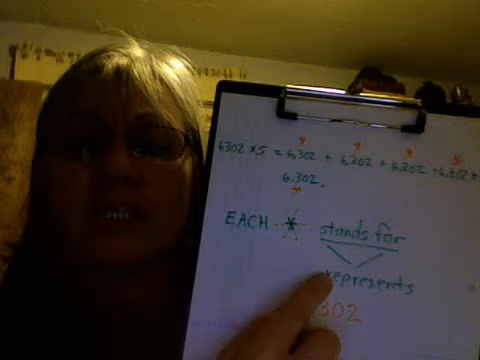 * * * *
6302 * 5 = 6,302 + 6,302 + 6,302 + 6,302 +
6,302.
*
EACH * stands for
represents
302